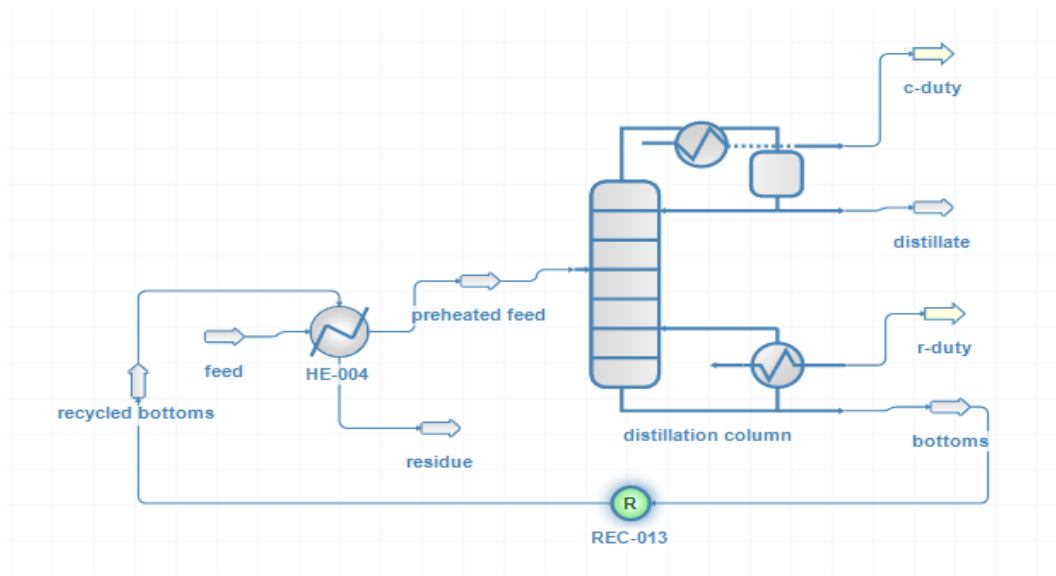 c-duty
distillate
preheated feed
r-duty
feed
HE-004
recycled bottoms
distillation column
bottoms
residue
R
REC-013